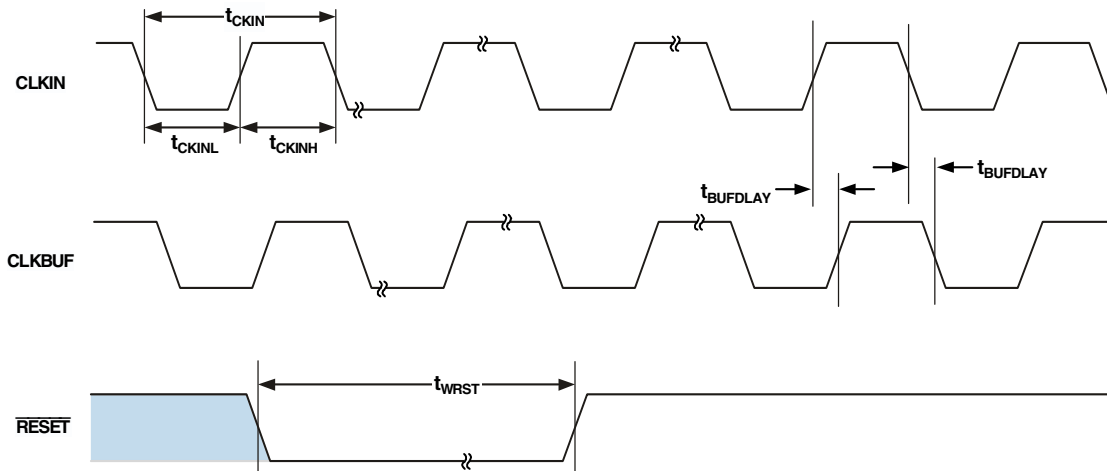 tCKIN
CLKIN
tCKINL
tCKINH
tBUFDLAY
tBUFDLAY
CLKBUF
tWRST
RESET